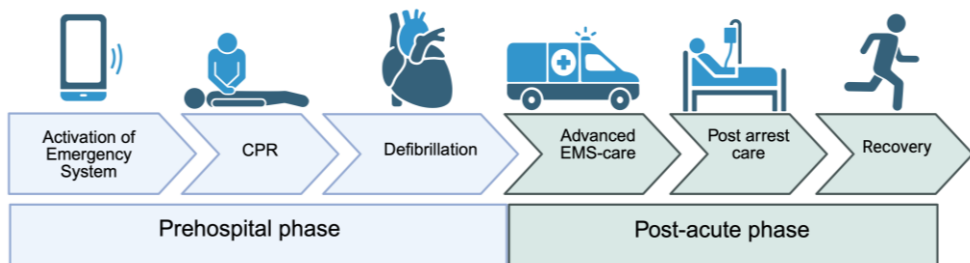 Activation of
Emergency
System
CPR
Defibrillation
Advanced
EMS-care
Post arrest
care
Recovery
Prehospital phase
Post-acute phase